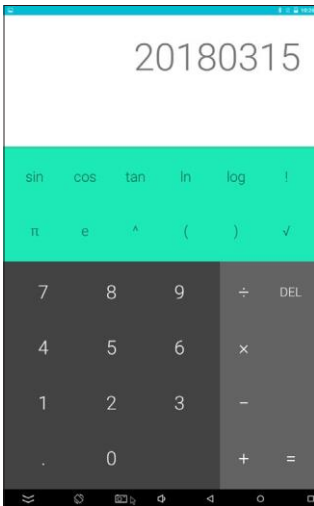 20180315
sin cos tan ln log !
π e ^ ( ) √
7 8 9 ÷ DEL
4 5 6 ×
1 2 3 −
. 0 + =